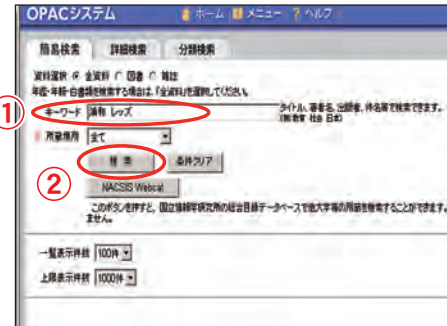 OPACシステム ホーム メニュー ? ヘルプ
簡易検索 詳細検索 分類検索
資料選択 全資料 図書 雑誌
年鑑・年報・白書類を検索する場合は、「全資料」を選択してください。
① キーワード 浦和 レッズ タイトル、著者名、出版者、件名等で検索できます。
(例:教育 社会 日本)
所蔵場所 全て
検 索 条件クリア
②
NACSIS Webcat
このボタンを押すと、国立情報学研究所の総合目録データベースで他大学等の所蔵を検索することができます。
ません。
一覧表示件数 100件
上限表示件数 1000件